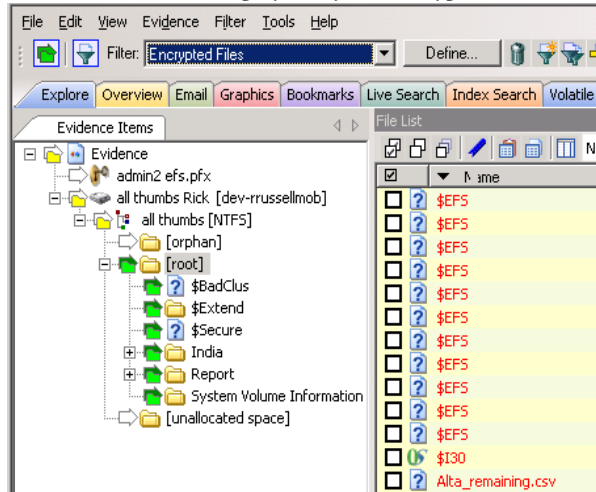 File Edit View Evidence Filter Tools Help
Filter: Encrypted Files Define...
Explore Overview Email Graphics Bookmarks Live Search Index Search Volatile
Evidence Items
File List
Evidence
admin2 efs.pfx
all thumbs Rick [dev-rrussellmob]
all thumbs [NTFS]
[orphan]
[root]
$BadClus
$Extend
$Secure
India
Report
System Volume Information
[unallocated space]
N
Name
$EFS
$EFS
$EFS
$EFS
$EFS
$EFS
$EFS
$EFS
$EFS
$EFS
$EFS
$I30
Alta_remaining.csv